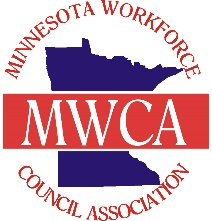 MINNESOTA WORKFORCE
MWCA
COUNCIL ASSOCIATION